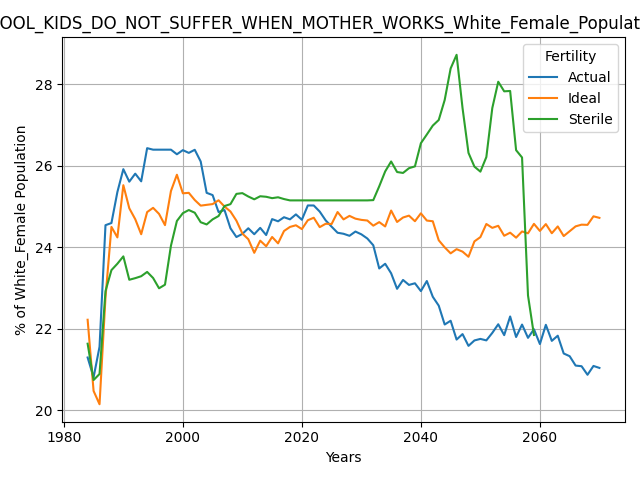 OOL_KIDS_DO_NOT_SUFFER_WHEN_MOTHER_WORKS_White_Female_Populat
Fertility
Actual
Ideal
Sterile
% of White_Female Population
28
26
24
22
20
1980
2000
2020
2040
2060
Years